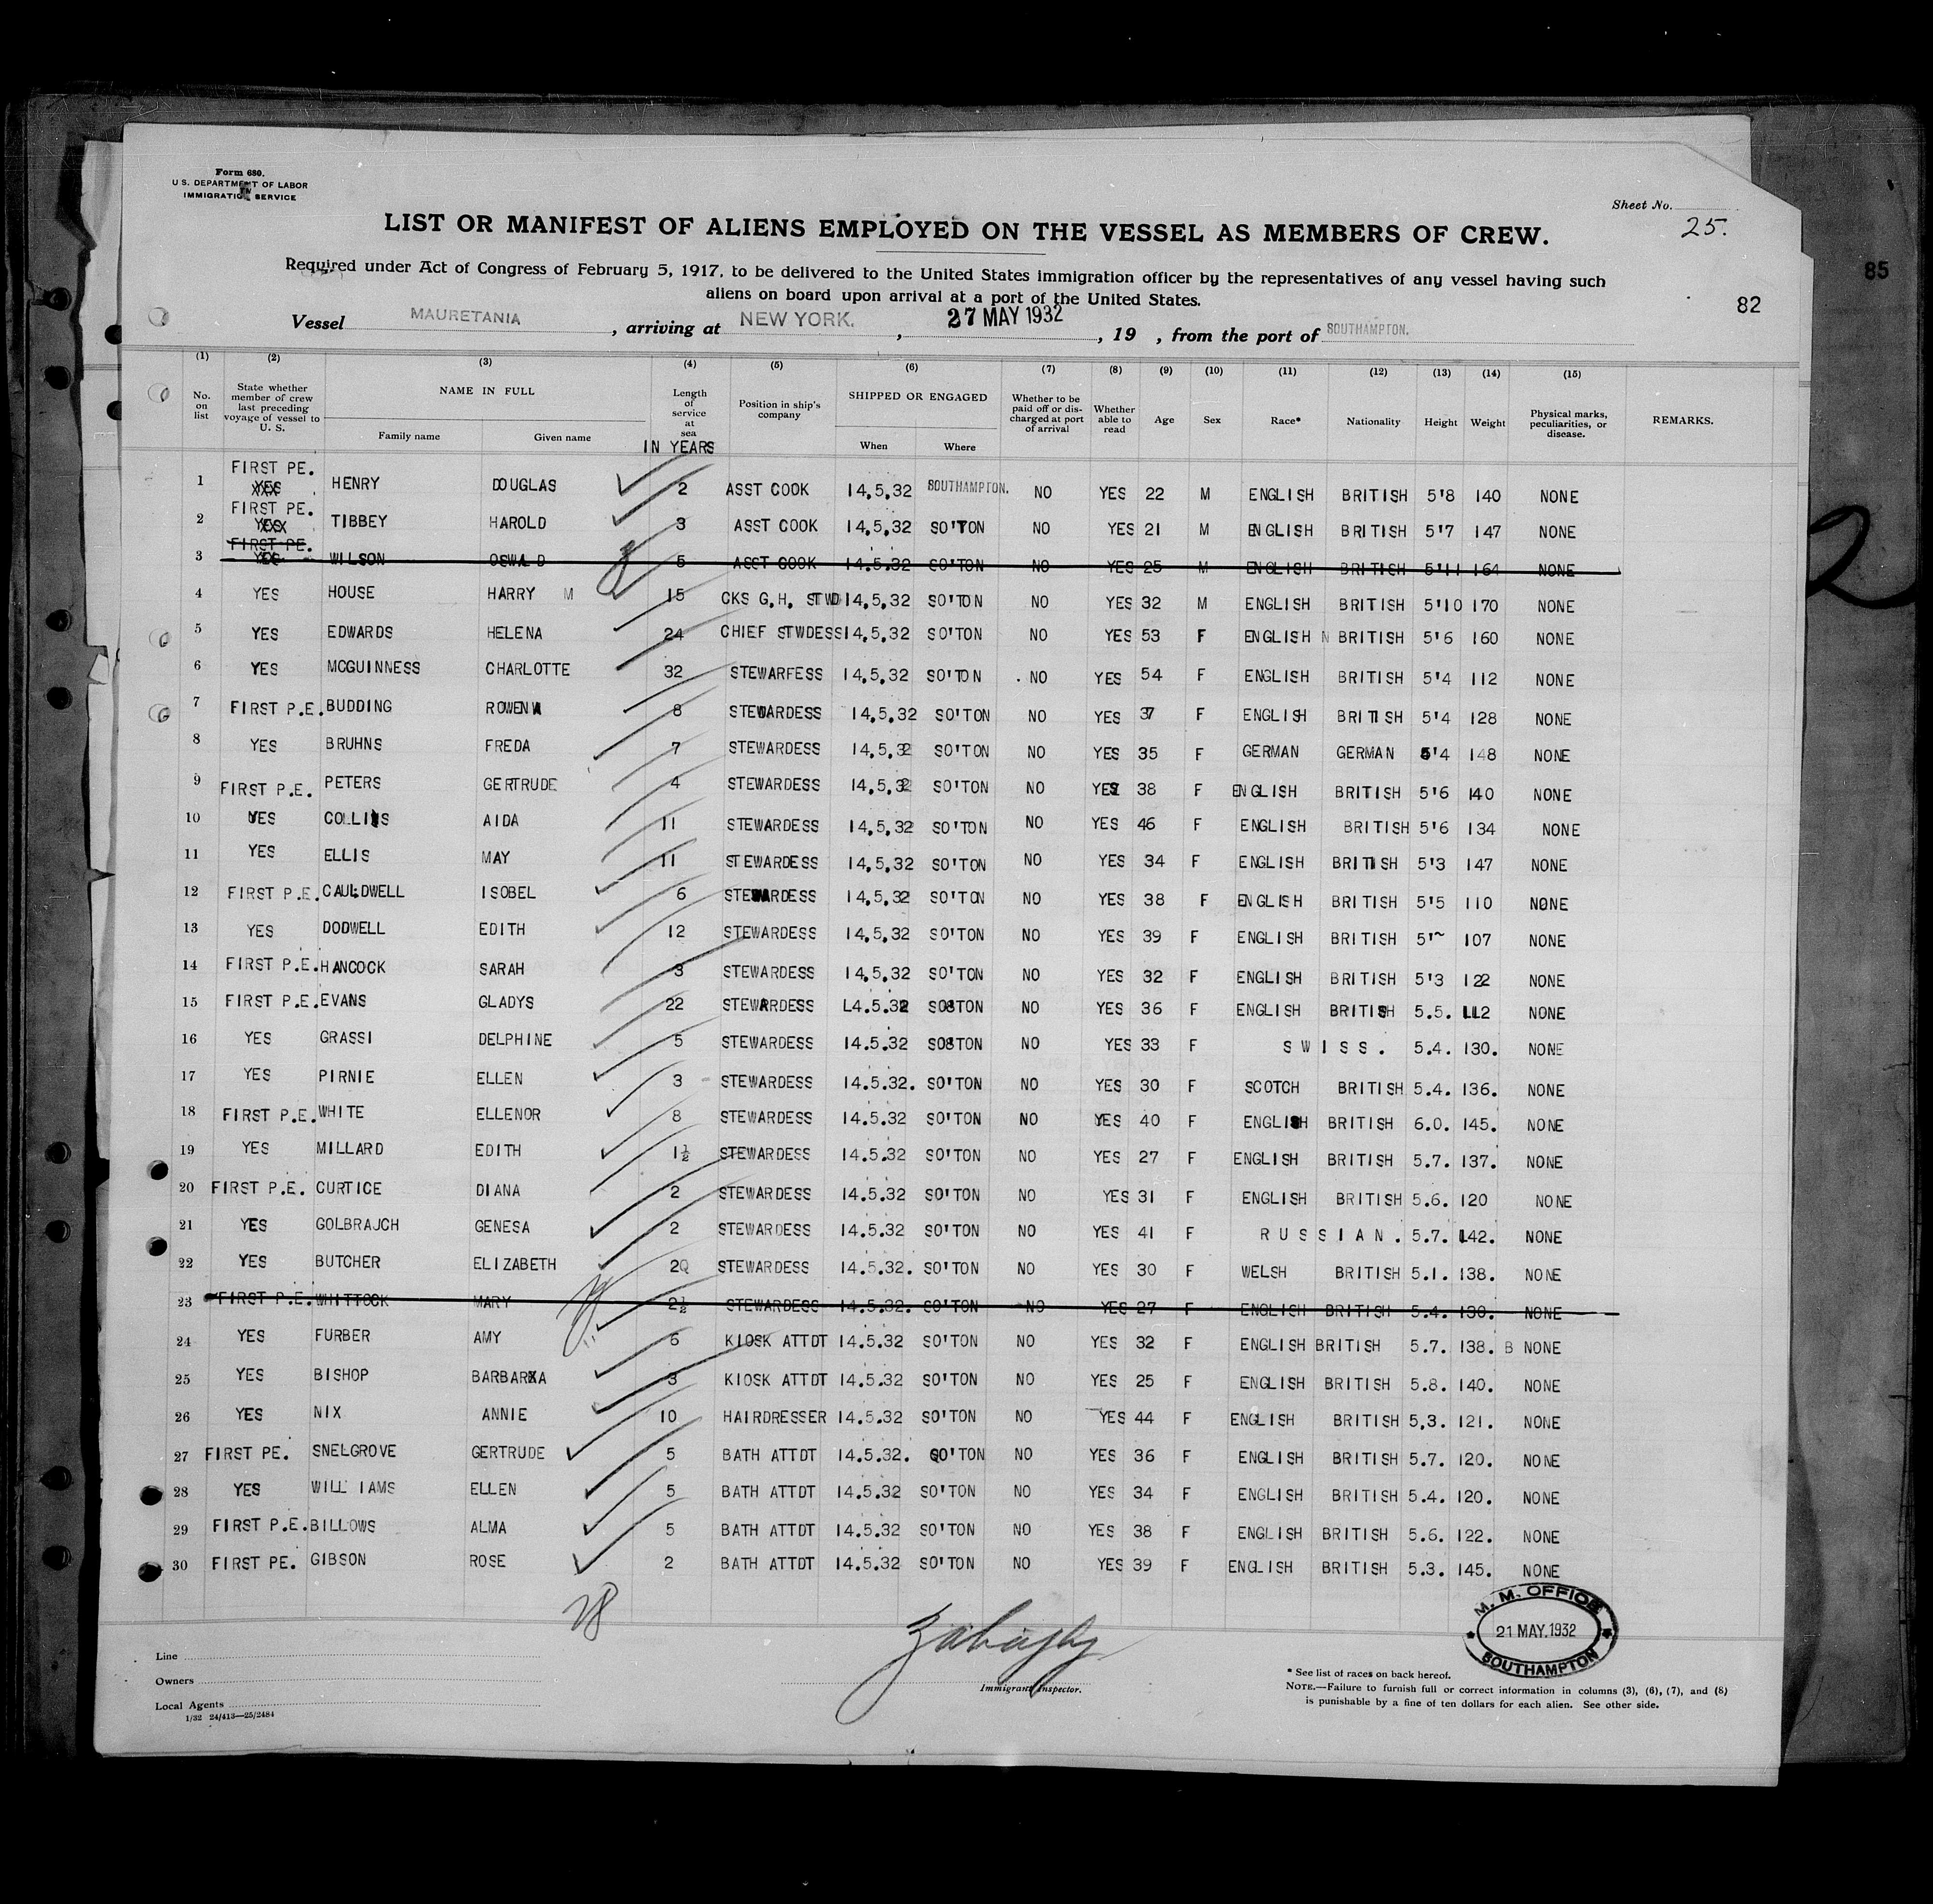 Form 680.
U. S. DEPARTMENT OF LABOR
IMMIGRATION SERVICE
Sheet No.
25.
LIST OR MANIFEST OF ALIENS EMPLOYED ON THE VESSEL AS MEMBERS OF CREW.
Required under Act of Congress of February 5, 1917, to be delivered to the United States immigration officer by the representatives of any vessel having such
aliens on board upon arrival at a port of the United States.
85
82
Vessel MAURETANIA, arriving at NEW YORK., 27 MAY 1932, 19 , from the port of SOUTHAMPTON.
(1) (2) (3) (4) (5) (6) (7) (8) (9) (10) (11) (12) (13) (14) (15)
No. on list State whether member of crew last preceding voyage of vessel to U. S. NAME IN FULL Family name Given name Length of service at sea IN YEARS Position in ship's company SHIPPED OR ENGAGED When Where Whether to be paid off or discharged at port of arrival Whether able to read Age Sex Race* Nationality Height Weight Physical marks, peculiarities, or disease. REMARKS.
1 FIRST PE. YES XXX HENRY DOUGLAS 2 ASST COOK 14.5.32 SOUTHAMPTON. NO YES 22 M ENGLISH BRITISH 5'8 140 NONE
2 FIRST PE. YES XXX TIBBEY HAROLD 3 ASST COOK 14.5.32 SO'TON NO YES 21 M ENGLISH BRITISH 5'7 147 NONE
3 FIRST PE. YES WILSON OSWALD 5 ASST COOK 14.5.32 SO'TON NO YES 25 M ENGLISH BRITISH 5'11 164 NONE
4 YES HOUSE HARRY M 15 CKS G.H. STWD 14.5.32 SO'TON NO YES 32 M ENGLISH BRITISH 5'10 170 NONE
5 YES EDWARDS HELENA 24 CHIEF STWDESS 14.5.32 SO'TON NO YES 53 F ENGLISH N BRITISH 5'6 160 NONE
6 YES MCGUINNESS CHARLOTTE 32 STEWARFESS 14.5.32 SO'TON . NO YES 54 F ENGLISH BRITISH 5'4 112 NONE
7 FIRST P.E. BUDDING ROWENA 8 STEWARDESS 14.5.32 SO'TON NO YES 37 F ENGLISH BRITISH 5'4 128 NONE
8 YES BRUHNS FREDA 7 STEWARDESS 14.5.32 SO'TON NO YES 35 F GERMAN GERMAN 5'4 148 NONE
9 FIRST P.E. PETERS GERTRUDE 4 STEWARDESS 14.5.32 SO'TON NO YES 38 F ENGLISH BRITISH 5'6 140 NONE
10 YES COLLINS AIDA 11 STEWARDESS 14.5.32 SO'TON NO YES 46 F ENGLISH BRITISH 5'6 134 NONE
11 YES ELLIS MAY 11 STEWARDESS 14.5.32 SO'TON NO YES 34 F ENGLISH BRITISH 5'3 147 NONE
12 FIRST P.E. CAULDWELL ISOBEL 6 STEWARDESS 14.5.32 SO'TON NO YES 38 F ENGLISH BRITISH 5'5 110 NONE
13 YES DODWELL EDITH 12 STEWARDESS 14.5.32 SO'TON NO YES 39 F ENGLISH BRITISH 5'~ 107 NONE
14 FIRST P.E. HANCOCK SARAH 3 STEWARDESS 14.5.32 SO'TON NO YES 32 F ENGLISH BRITISH 5'3 122 NONE
15 FIRST P.E. EVANS GLADYS 22 STEWARDESS L4.5.32 SO8TON NO YES 36 F ENGLISH BRITISH 5.5. LL2 NONE
16 YES GRASSI DELPHINE 5 STEWARDESS 14.5.32 SO8TON NO YES 33 F S W I S S . 5.4. 130. NONE
17 YES PIRNIE ELLEN 3 STEWARDESS 14.5.32. SO'TON NO YES 30 F SCOTCH BRITISH 5.4. 136. NONE
18 FIRST P.E. WHITE ELLENOR 8 STEWARDESS 14.5.32 SO'TON NO YES 40 F ENGLISH BRITISH 6.0. 145. NONE
19 YES MILLARD EDITH 1½ STEWARDESS 14.5.32 SO'TON NO YES 27 F ENGLISH BRITISH 5.7. 137. NONE
20 FIRST P.E. CURTICE DIANA 2 STEWARDESS 14.5.32 SO'TON NO YES 31 F ENGLISH BRITISH 5.6. 120 NONE
21 YES GOLBRAJCH GENESA 2 STEWARDESS 14.5.32 SO'TON NO YES 41 F R U S S I A N . 5.7. 142. NONE
22 YES BUTCHER ELIZABETH 2Q STEWARDESS 14.5.32. SO'TON NO YES 30 F WELSH BRITISH 5.1. 138. NONE
23 FIRST P.E. WHITTOCK MARY 2½ STEWARDESS 14.5.32. SO'TON NO YES 27 F ENGLISH BRITISH 5.4. 130. NONE
24 YES FURBER AMY 6 KIOSK ATTDT 14.5.32 SO'TON NO YES 32 F ENGLISH BRITISH 5.7. 138. B NONE
25 YES BISHOP BARBARXA 3 KIOSK ATTDT 14.5.32 SO'TON NO YES 25 F ENGLISH BRITISH 5.8. 140. NONE
26 YES NIX ANNIE 10 HAIRDRESSER 14.5.32 SO'TON NO YES 44 F ENGLISH BRITISH 5.3. 121. NONE
27 FIRST PE. SNELGROVE GERTRUDE 5 BATH ATTDT 14.5.32. SO'TON NO YES 36 F ENGLISH BRITISH 5.7. 120. NONE
28 YES WILL IAMS ELLEN 5 BATH ATTDT 14.5.32 SO'TON NO YES 34 F ENGLISH BRITISH 5.4. 120. NONE
29 FIRST P.E. BILLOWS ALMA 5 BATH ATTDT 14.5.32 SO'TON NO YES 38 F ENGLISH BRITISH 5.6. 122. NONE
30 FIRST PE. GIBSON ROSE 2 BATH ATTDT 14.5.32 SO'TON NO YES 39 F ENGLISH BRITISH 5.3. 145. NONE
28
M. M. OFFICE
21 MAY.1932
SOUTHAMPTON
Line
Owners
Local Agents
1/32 24/413—25/2484
Immigrant Inspector.
* See list of races on back hereof.
NOTE.—Failure to furnish full or correct information in columns (3), (6), (7), and (8)
is punishable by a fine of ten dollars for each alien. See other side.